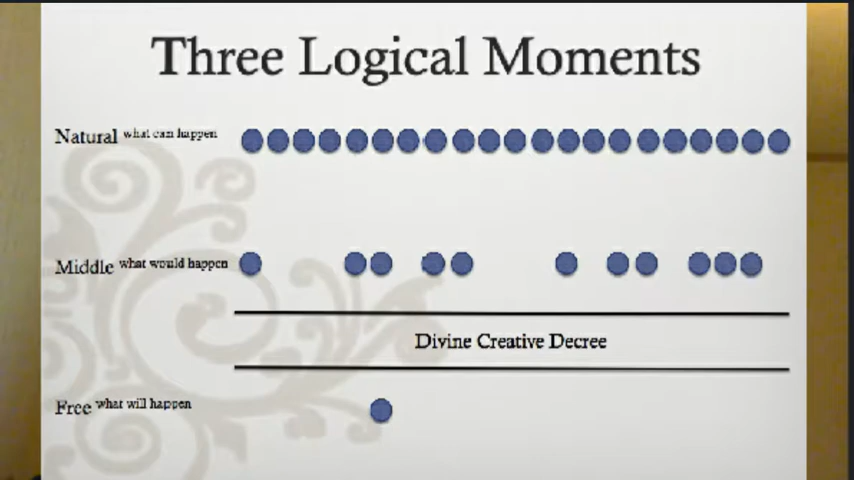 Three Logical Moments
Natural what can happen
Middle what would happen
Divine Creative Decree
Free what will happen